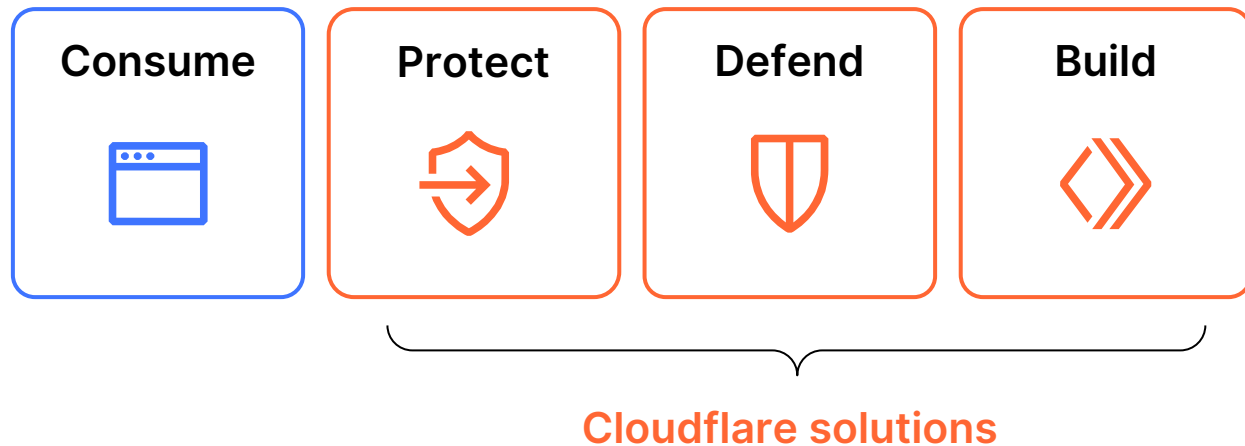 Consume
Protect
Defend
Build
Cloudflare solutions